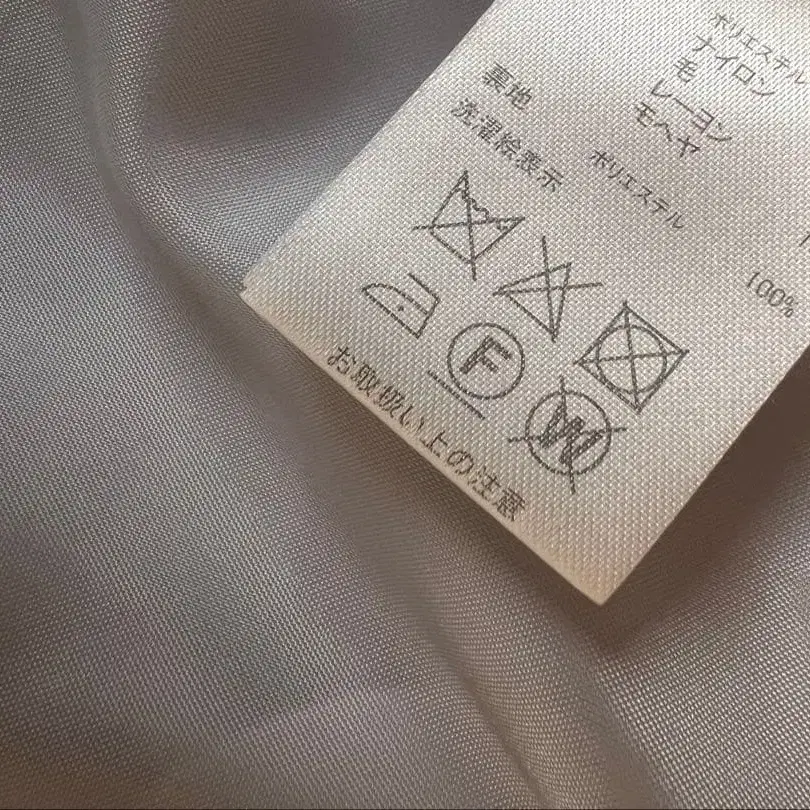 ポリエステル
ナイロン
毛
レーヨン
モヘヤ
裏地
ポリエステル
100%
洗濯絵表示
F
W
お取扱い上の注意